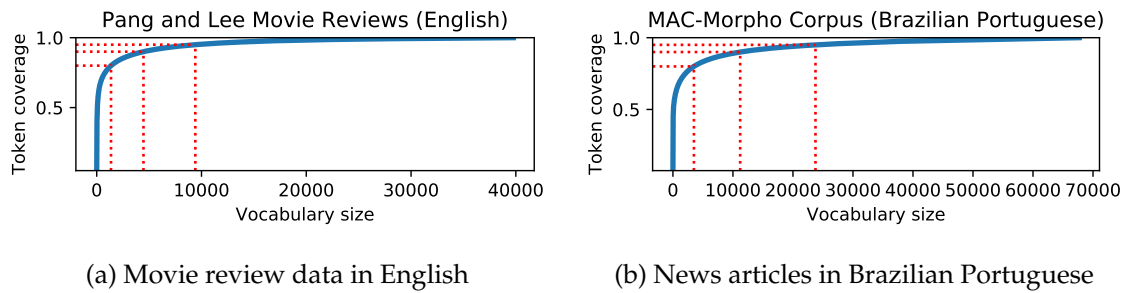 Pang and Lee Movie Reviews (English)
1.0
0.5
Token coverage
0 10000 20000 30000 40000
Vocabulary size
(a) Movie review data in English
MAC-Morpho Corpus (Brazilian Portuguese)
1.0
0.5
Token coverage
0 10000 20000 30000 40000 50000 60000 70000
Vocabulary size
(b) News articles in Brazilian Portuguese